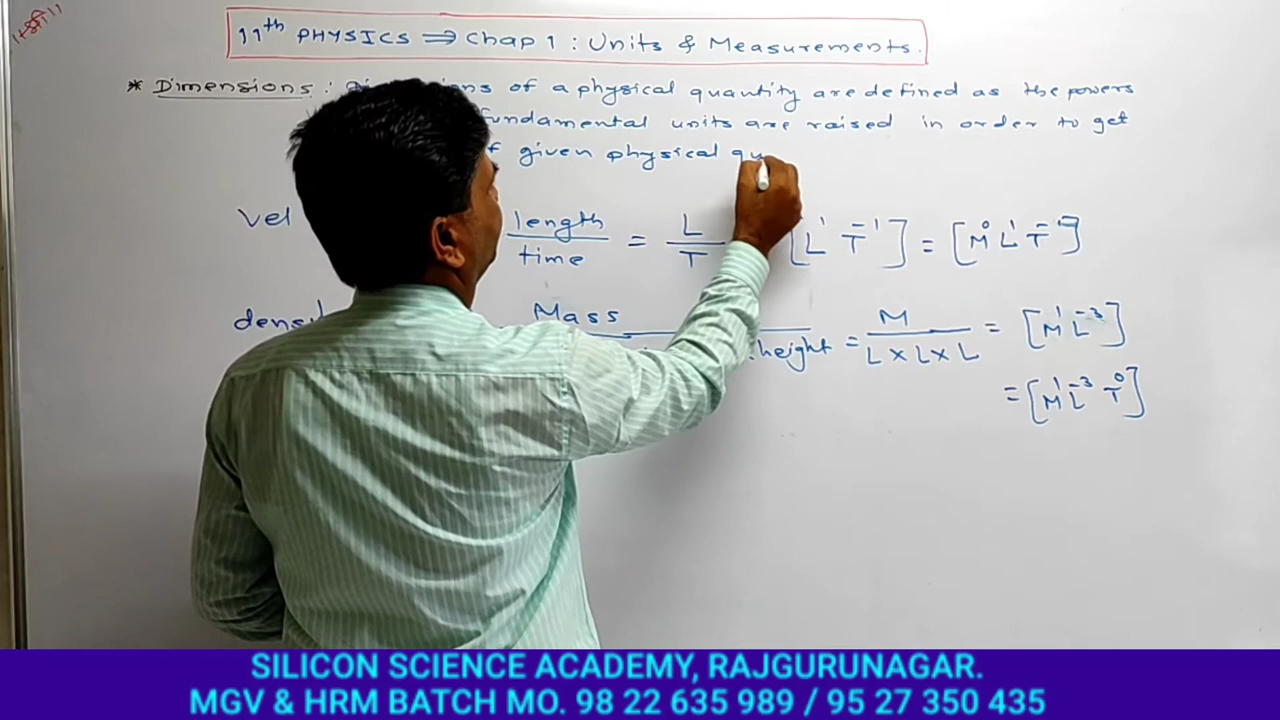 ।।श्री।।
11th PHYSICS ⇒ Chap 1 : Units & Measurements.
* Dimensions : of a physical quantity are defined as the powers
fundamental units are raised in order to get
given physical qu
Vel length/time = L/T [L¹ T⁻¹] = [M⁰ L¹ T⁻¹]
densi Mass/height = M/L×L×L = [M¹ L⁻³]
= [M¹ L⁻³ T⁰]
SILICON SCIENCE ACADEMY, RAJGURUNAGAR.
MGV & HRM BATCH MO. 98 22 635 989 / 95 27 350 435